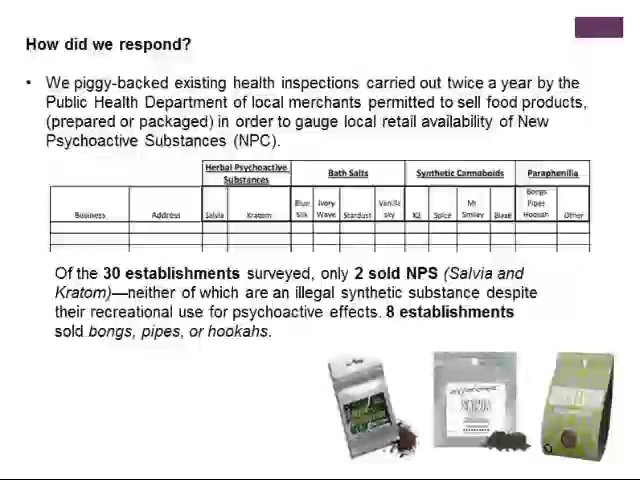 How did we respond?
• We piggy-backed existing health inspections carried out twice a year by the
Public Health Department of local merchants permitted to sell food products,
(prepared or packaged) in order to gauge local retail availability of New
Psychoactive Substances (NPC).
Herbal Psychoactive Substances Bath Salts Synthetic Cannaboids Paraphenilia
Business Address Salvia Kratom Blue Silk Ivory Wave Stardust Vanilla sky K2 Spice Mr Smiley Blaze Bongs Pipes Hookah Other
Of the 30 establishments surveyed, only 2 sold NPS (Salvia and
Kratom)—neither of which are an illegal synthetic substance despite
their recreational use for psychoactive effects. 8 establishments
sold bongs, pipes, or hookahs.